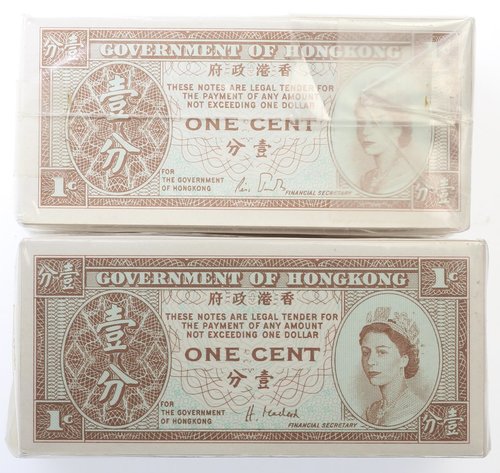 分壹
GOVERNMENT OF HONGKONG
府政港香
THESE NOTES ARE LEGAL TENDER FOR
THE PAYMENT OF ANY AMOUNT
NOT EXCEEDING ONE DOLLAR
壹分
ONE CENT
分壹
1C
FOR
THE GOVERNMENT
OF HONGKONG
FINANCIAL SECRETARY
分壹
分壹
GOVERNMENT OF HONGKONG
1C
府政港香
THESE NOTES ARE LEGAL TENDER FOR
THE PAYMENT OF ANY AMOUNT
NOT EXCEEDING ONE DOLLAR
壹分
ONE CENT
分壹
1C
FOR
THE GOVERNMENT
OF HONGKONG
FINANCIAL SECRETARY
分壹